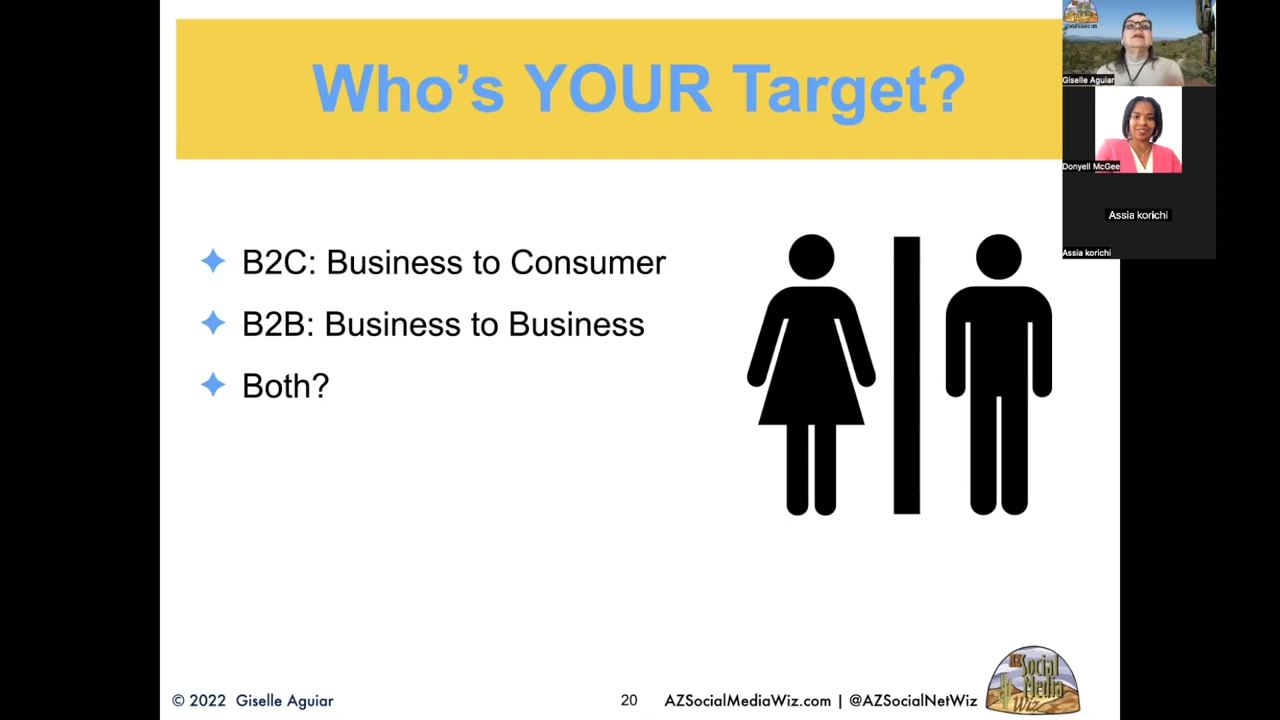 Who's YOUR Target?
B2C: Business to Consumer
B2B: Business to Business
Both?
© 2022 Giselle Aguiar
20
AZSocialMediaWiz.com | @AZSocialNetWiz
AZ Social
Media
Wiz
Giselle Aguiar
Donyell McGee
Assia korichi
Assia korichi